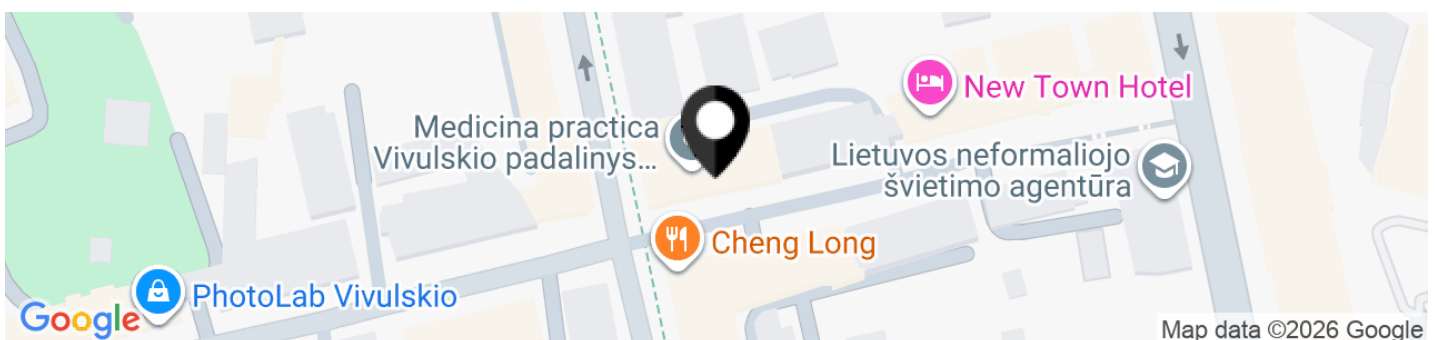 New Town Hotel
Medicina practica
Vivulskio padalinys...
Lietuvos neformaliojo
švietimo agentūra
Cheng Long
PhotoLab Vivulskio
Google
Map data ©2026 Google